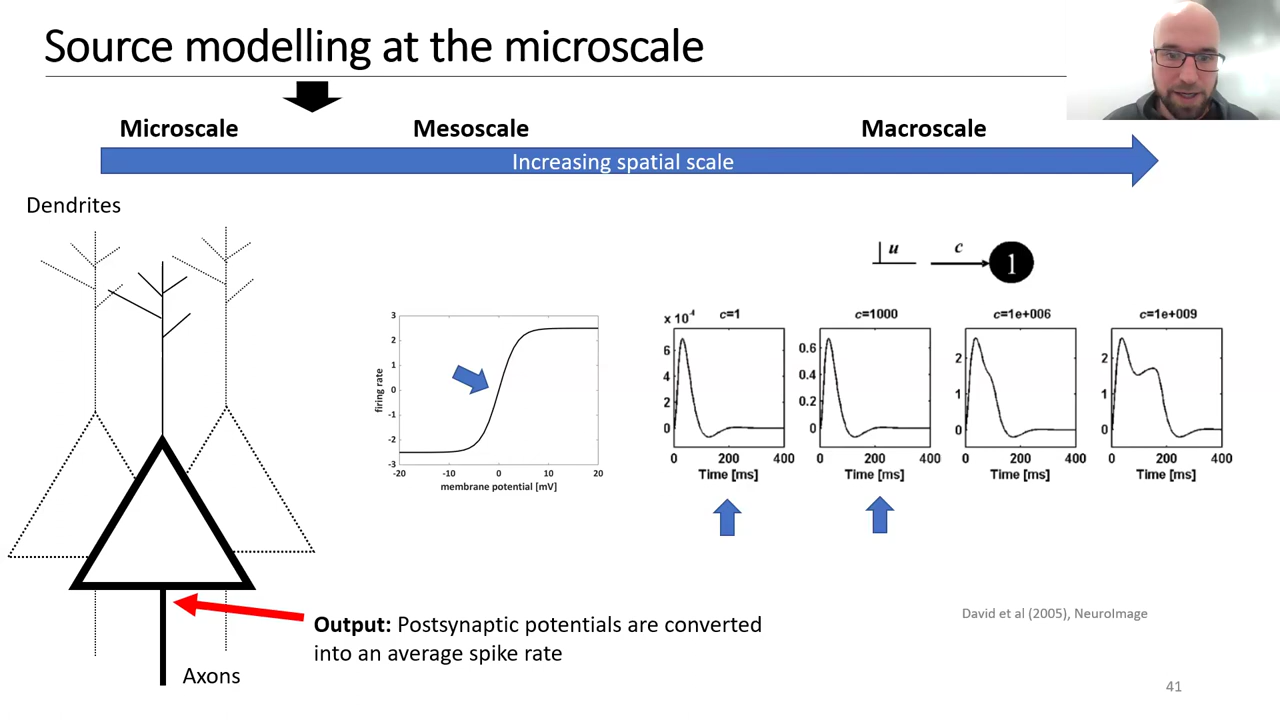 Source modelling at the microscale
Microscale
Mesoscale
Macroscale
Increasing spatial scale
Dendrites
u
c
1
3
2
1
0
-1
-2
-3
firing rate
-20
-10
0
10
20
membrane potential [mV]
x 10⁻⁴
c=1
6
4
2
0
0
200
400
Time [ms]
c=1000
0.6
0.4
0.2
0
0
200
400
Time [ms]
c=1e+006
2
1
0
0
200
400
Time [ms]
c=1e+009
2
1
0
0
200
400
Time [ms]
Output: Postsynaptic potentials are converted
into an average spike rate
David et al (2005), NeuroImage
Axons
41